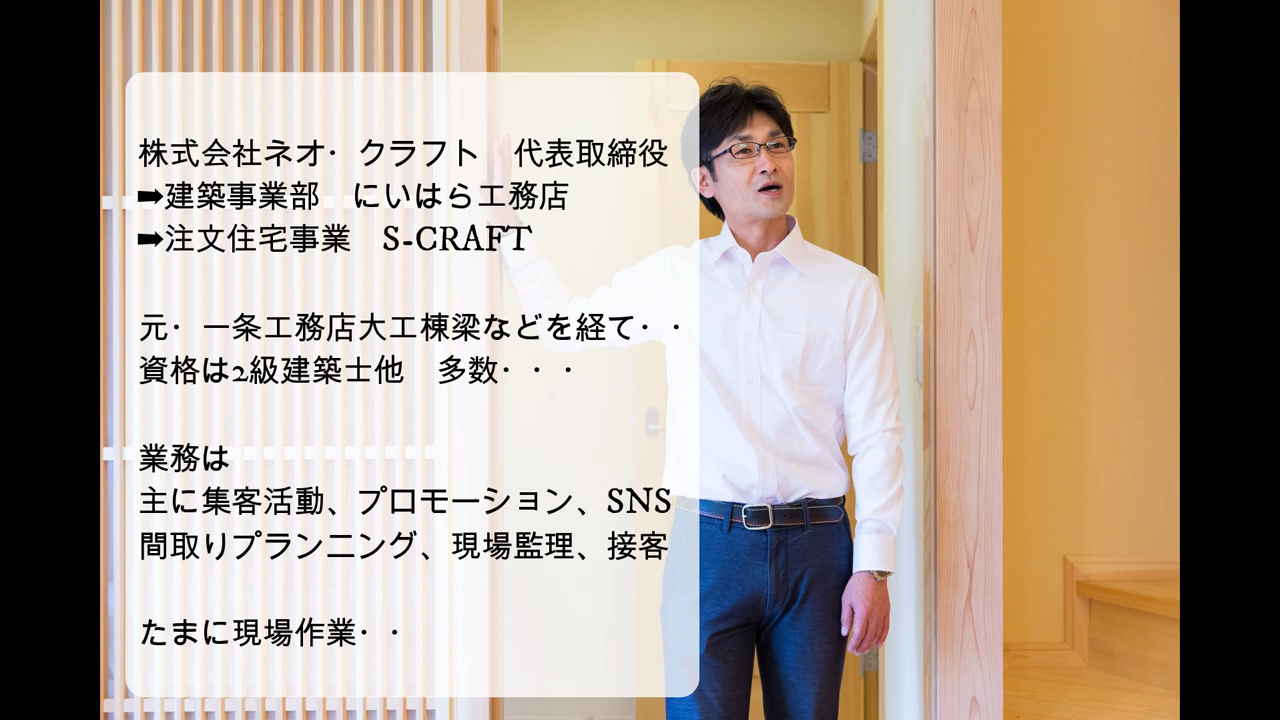 株式会社ネオ・クラフト　代表取締役
➡建築事業部　にいはら工務店
➡注文住宅事業　S-CRAFT
元・一条工務店大工棟梁などを経て・・
資格は2級建築士他　多数・・・
業務は
主に集客活動、プロモーション、SNS
間取りプランニング、現場監理、接客
たまに現場作業・・